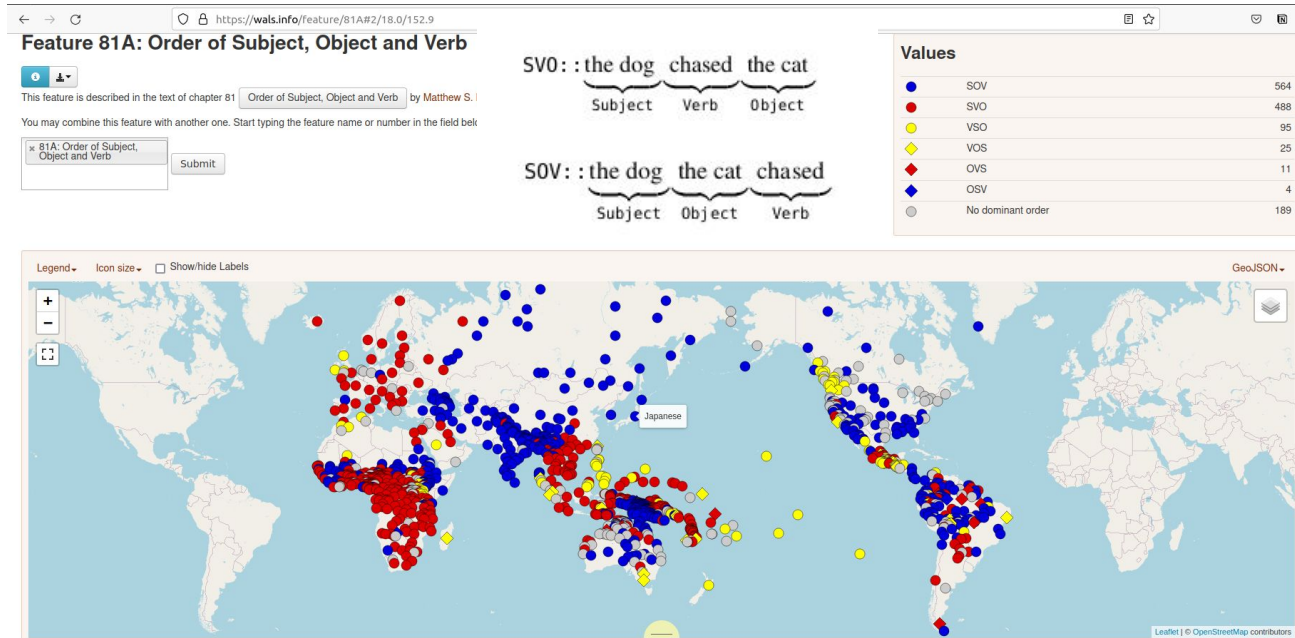 https://wals.info/feature/81A#2/18.0/152.9
Feature 81A: Order of Subject, Object and Verb
This feature is described in the text of chapter 81 Order of Subject, Object and Verb by Matthew S.
You may combine this feature with another one. Start typing the feature name or number in the field
× 81A: Order of Subject,
Object and Verb
Submit
SVO::the dog chased the cat
Subject Verb Object
SOV::the dog the cat chased
Subject Object Verb
Values
SOV 564
SVO 488
VSO 95
VOS 25
OVS 11
OSV 4
No dominant order 189
Legend Icon size Show/hide Labels
GeoJSON
+
−
Japanese
Leaflet | © OpenStreetMap contributors